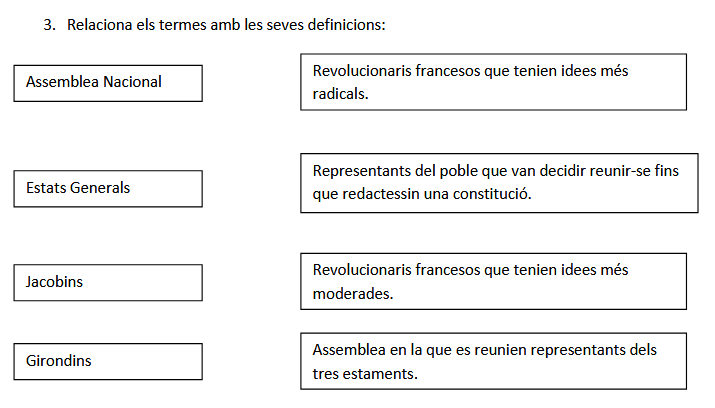 3. Relaciona els termes amb les seves definicions:
Assemblea Nacional
Revolucionaris francesos que tenien idees més
radicals.
Estats Generals
Representants del poble que van decidir reunir-se fins
que redactessin una constitució.
Jacobins
Revolucionaris francesos que tenien idees més
moderades.
Girondins
Assemblea en la que es reunien representants dels
tres estaments.